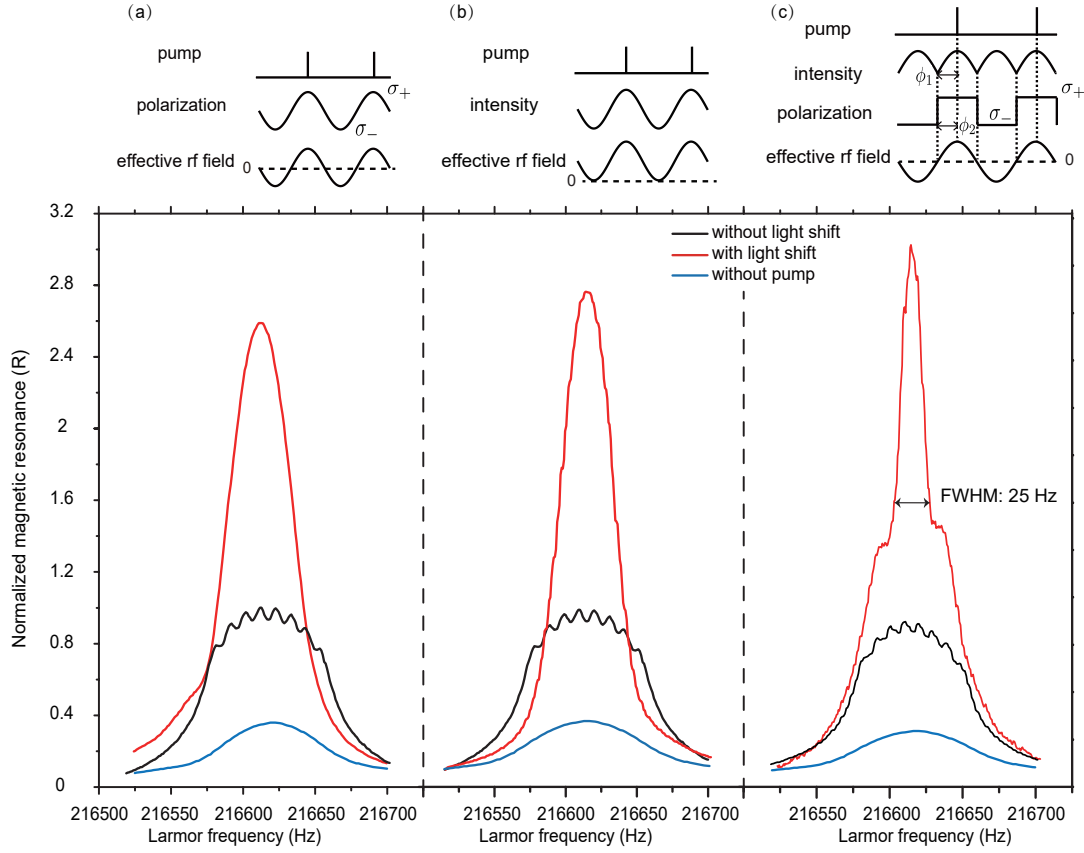 (a)
pump
polarization
σ+
σ−
effective rf field
0
(b)
pump
intensity
effective rf field
0
(c)
pump
intensity
ϕ1
σ+
polarization
σ−
ϕ2
effective rf field
0
without light shift
with light shift
without pump
FWHM: 25 Hz
Normalized magnetic resonance (R)
3.2
2.8
2.4
2
1.6
1.2
0.8
0.4
0
216500 216550 216600 216650 216700
216550 216600 216650 216700
216550 216600 216650 216700
Larmor frequency (Hz) Larmor frequency (Hz) Larmor frequency (Hz)